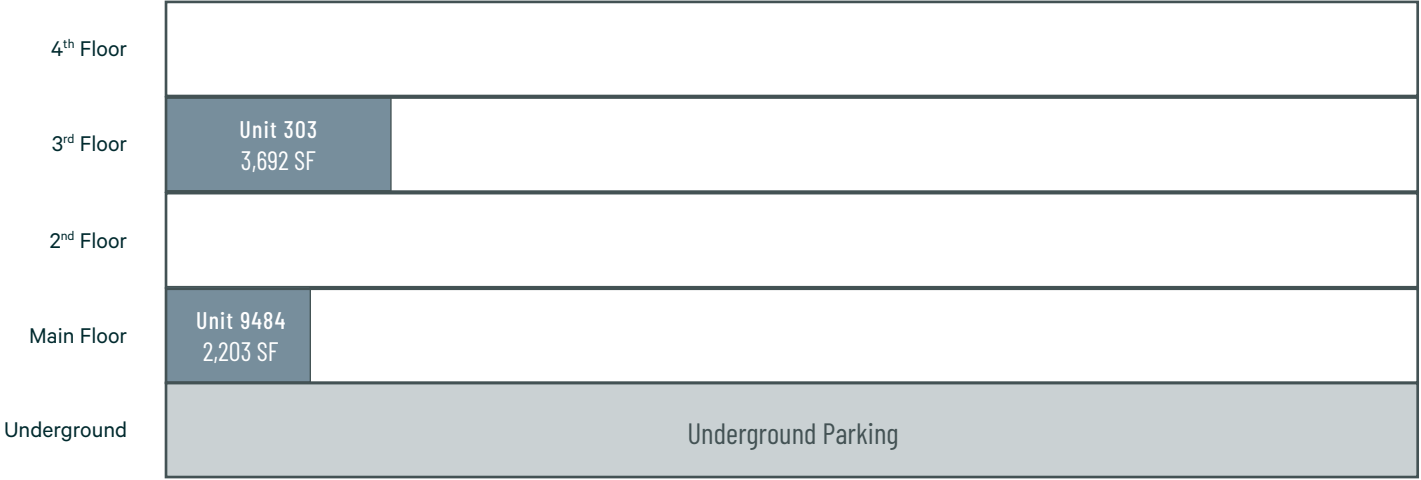 4th Floor
3rd Floor
Unit 303
3,692 SF
2nd Floor
Main Floor
Unit 9484
2,203 SF
Underground
Underground Parking